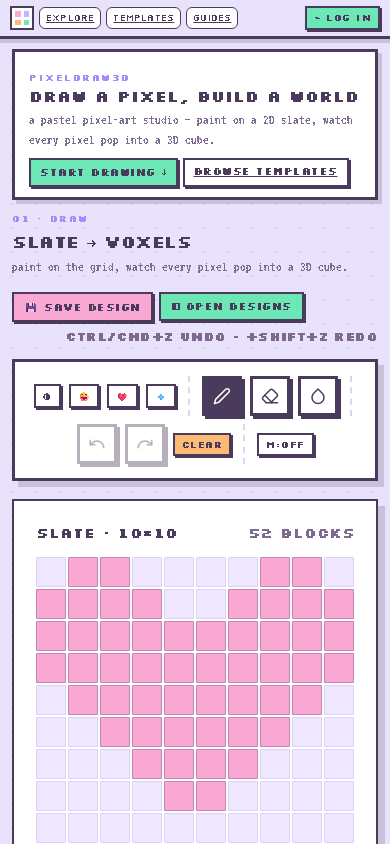 EXPLORE TEMPLATES GUIDES ~ LOG IN
PIXELDRAW3D
DRAW A PIXEL, BUILD A WORLD
a pastel pixel-art studio — paint on a 2D slate, watch
every pixel pop into a 3D cube.
START DRAWING ↓ BROWSE TEMPLATES
01 · DRAW
SLATE → VOXELS
paint on the grid, watch every pixel pop into a 3D cube.
SAVE DESIGN OPEN DESIGNS
CTRL/CMD+Z UNDO · +SHIFT+Z REDO
CLEAR M:OFF
SLATE · 10×10 52 BLOCKS